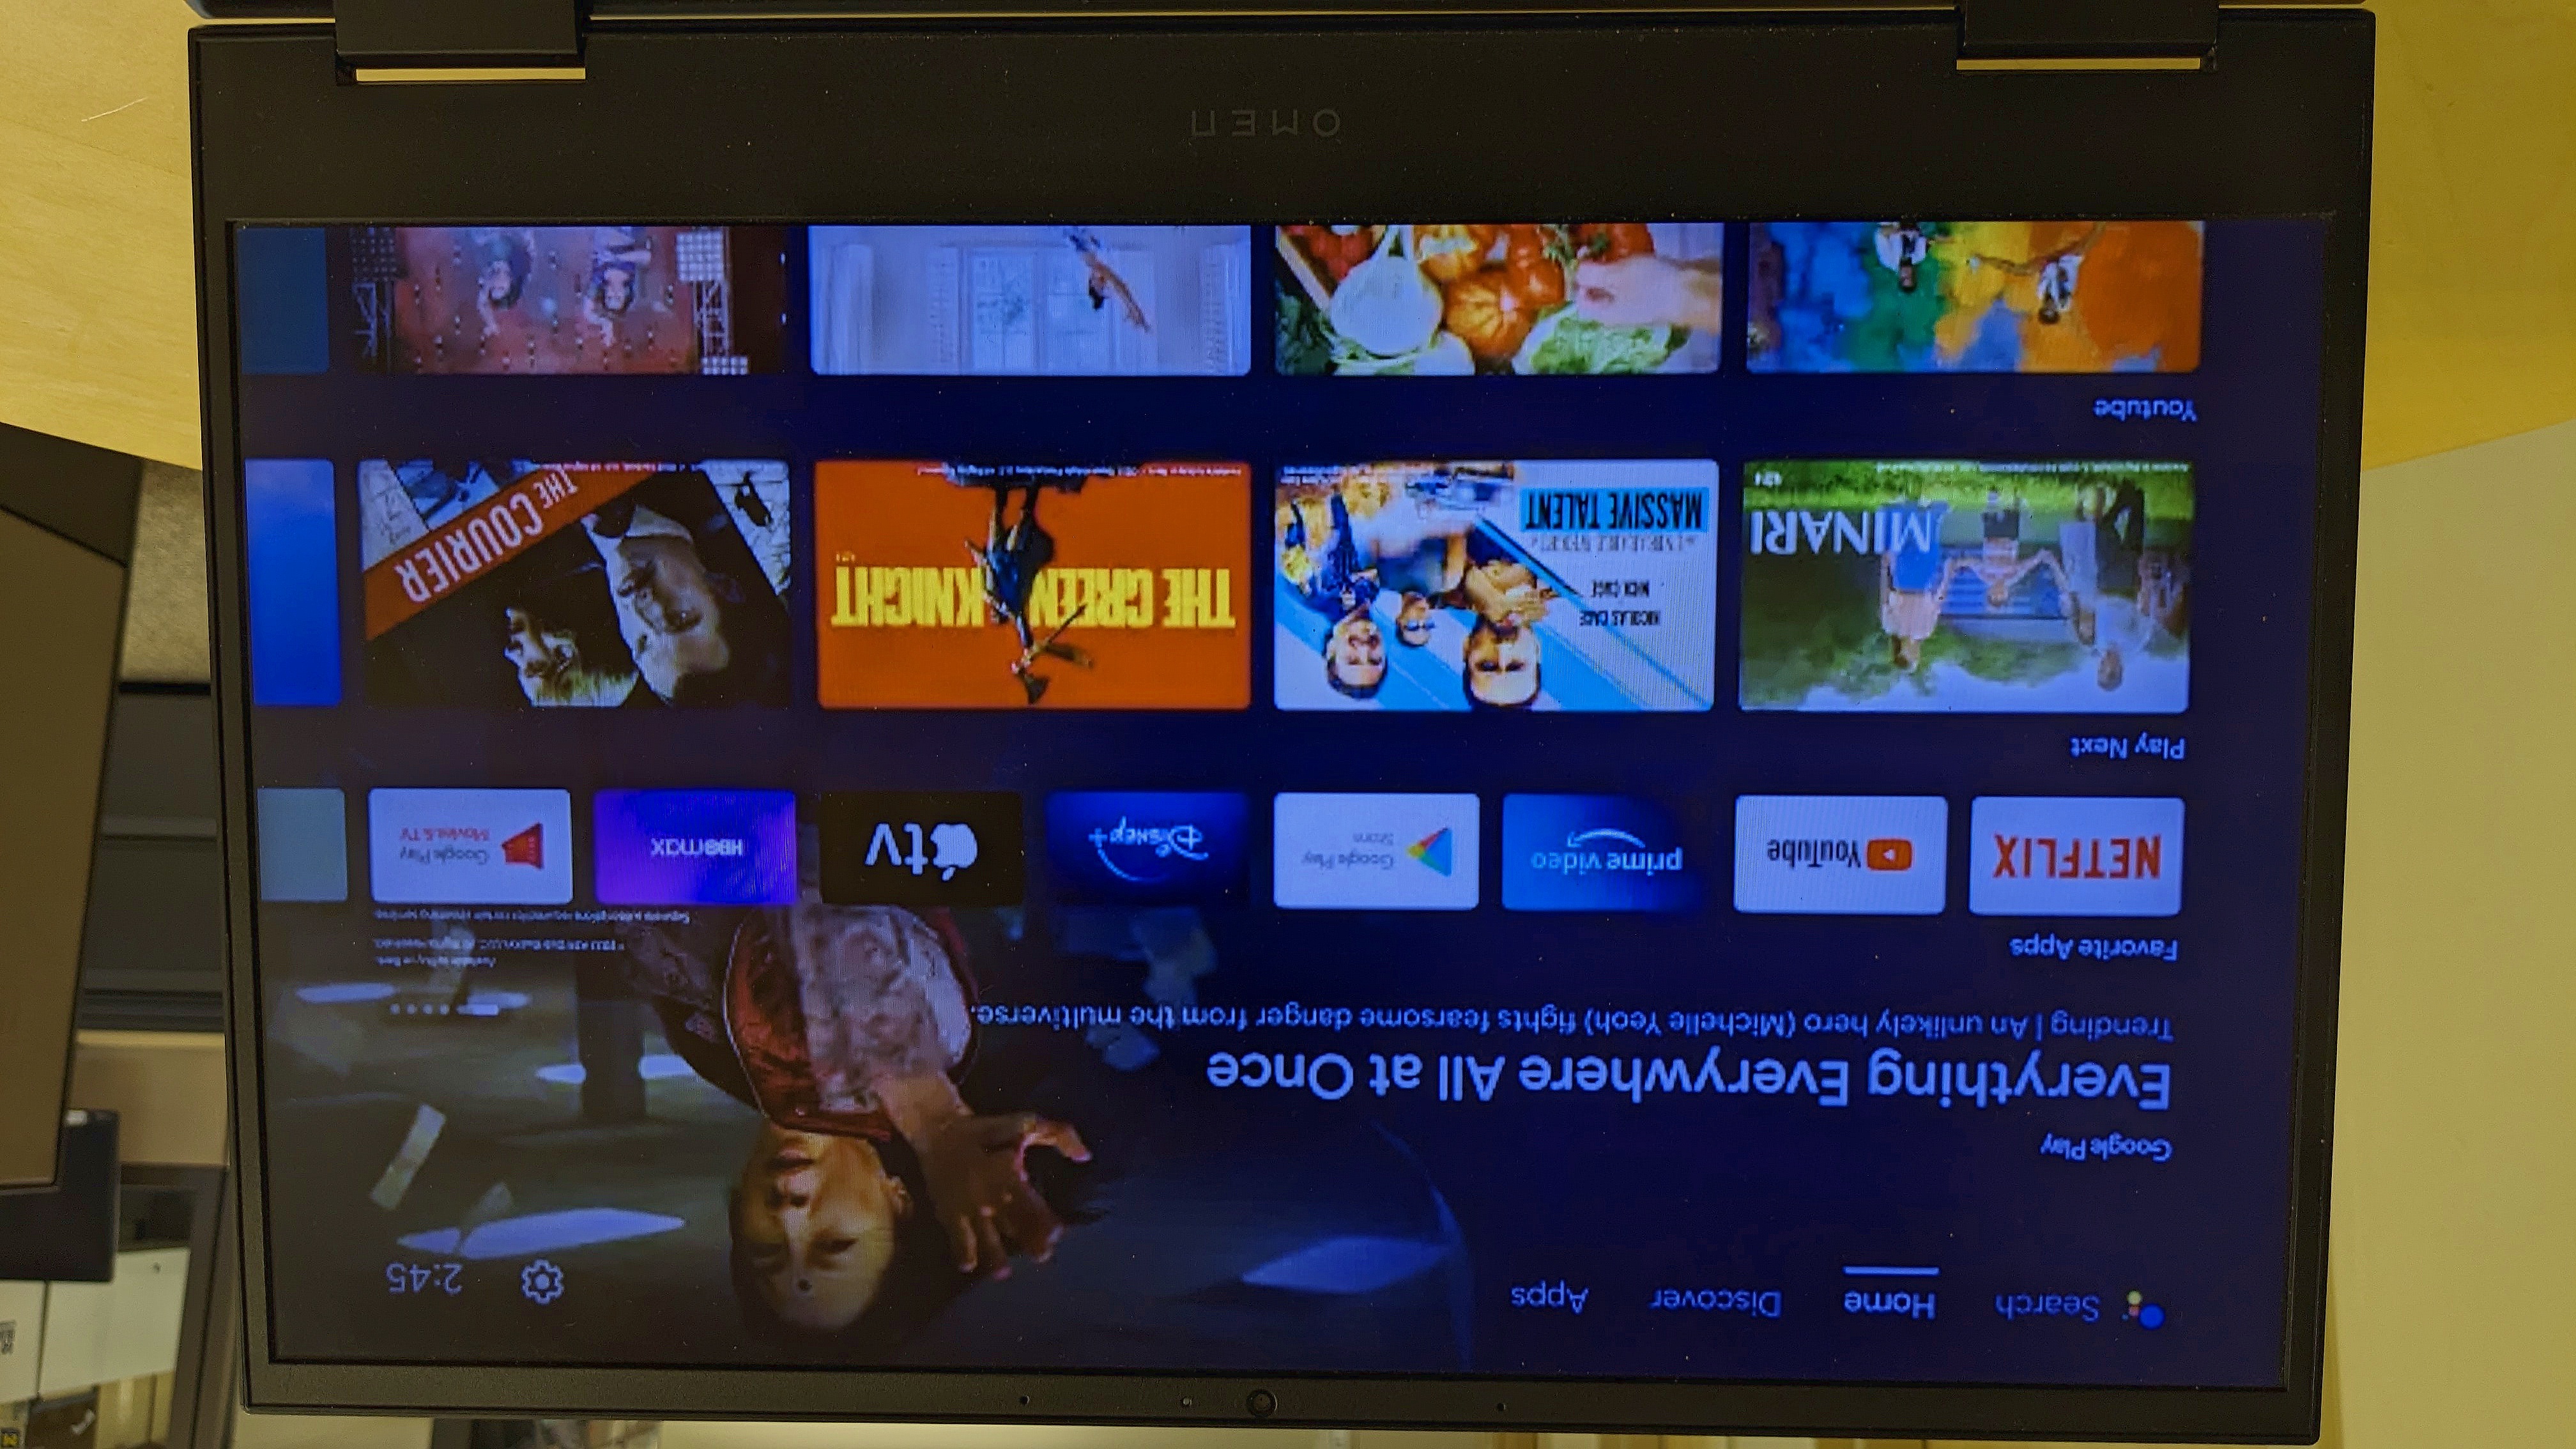 Search Home Discover Apps
2:45
Google Play
Everything Everywhere All at Once
Trending | An unlikely hero (Michelle Yeoh) fights fearsome danger from the multiverse.
Favorite Apps
NETFLIX
YouTube
prime video
Google Play
Store
Disney+
tv
HBOmax
Google Play
Movies & TV
Play Next
MINARI
NICOLAS CAGE
NICK CAGE
MASSIVE TALENT
THE GREEN KNIGHT
THE COURIER
Youtube
OMEN